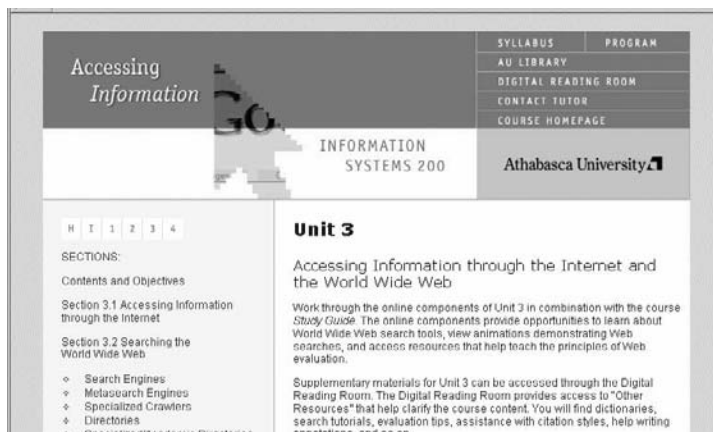 SYLLABUS PROGRAM
AU LIBRARY
DIGITAL READING ROOM
CONTACT TUTOR
COURSE HOMEPAGE
Accessing
Information
Go
INFORMATION
SYSTEMS 200
Athabasca University
H I 1 2 3 4
SECTIONS:
Contents and Objectives
Section 3.1 Accessing Information
through the Internet
Section 3.2 Searching the
World Wide Web
Search Engines
Metasearch Engines
Specialized Crawlers
Directories
Unit 3
Accessing Information through the Internet and
the World Wide Web
Work through the online components of Unit 3 in combination with the course
Study Guide. The online components provide opportunities to learn about
World Wide Web search tools, view animations demonstrating Web
searches, and access resources that help teach the principles of Web
evaluation.
Supplementary materials for Unit 3 can be accessed through the Digital
Reading Room. The Digital Reading Room provides access to "Other
Resources" that help clarify the course content. You will find dictionaries,
search tutorials, evaluation tips, assistance with citation styles, help writing